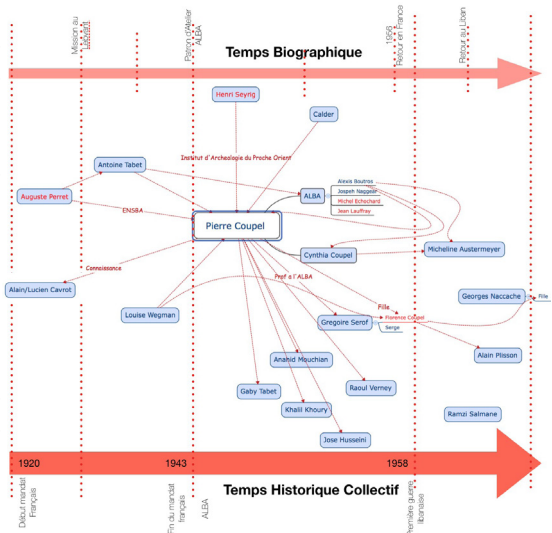 Mission au
Levant
Patron d'Atelier
ALBA
1956
Retour en France
Retour au Liban
Temps Biographique
Henri Seyrig
Calder
Institut d'Archeologie du Proche Orient
Antoine Tabet
Alexis Boutros
Jospeh Naggear
Michel Echochard
Jean Lauffrey
ALBA
Auguste Perret
ENSBA
Pierre Coupel
Cynthia Coupel
Micheline Austermeyer
Connaissance
Prof a l'ALBA
Alain/Lucien Cavrot
Georges Naccache
Fille
Fille
Louise Wegman
Gregoire Serof
Florence Coupel
Serge
Alain Plisson
Anahid Mouchian
Gaby Tabet
Raoul Verney
Khalil Khoury
Ramzi Salmane
Jose Husseini
1920
1943
1958
Temps Historique Collectif
Début mandat
Français
Fin du mandat
français
ALBA
Première guerre
libanaise